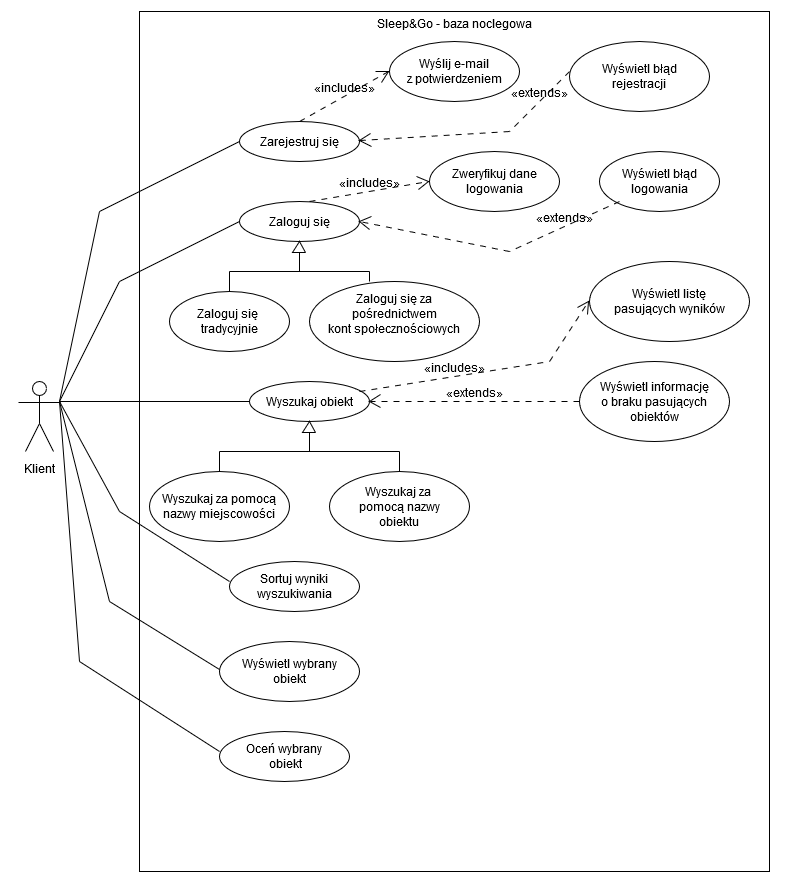 Sleep&Go - baza noclegowa
Wyślij e-mail
z potwierdzeniem
Wyświetl błąd
rejestracji
«includes»
«extends»
Zarejestruj się
Zweryfikuj dane
logowania
Wyświetl błąd
logowania
«includes»
«extends»
Zaloguj się
Zaloguj się
tradycyjnie
Zaloguj się za
pośrednictwem
kont społecznościowych
Wyświetl listę
pasujących wyników
«includes»
«extends»
Wyszukaj obiekt
Wyświetl informację
o braku pasujących
obiektów
Klient
Wyszukaj za pomocą
nazwy miejscowości
Wyszukaj za
pomocą nazwy
obiektu
Sortuj wyniki
wyszukiwania
Wyświetl wybrany
obiekt
Oceń wybrany
obiekt